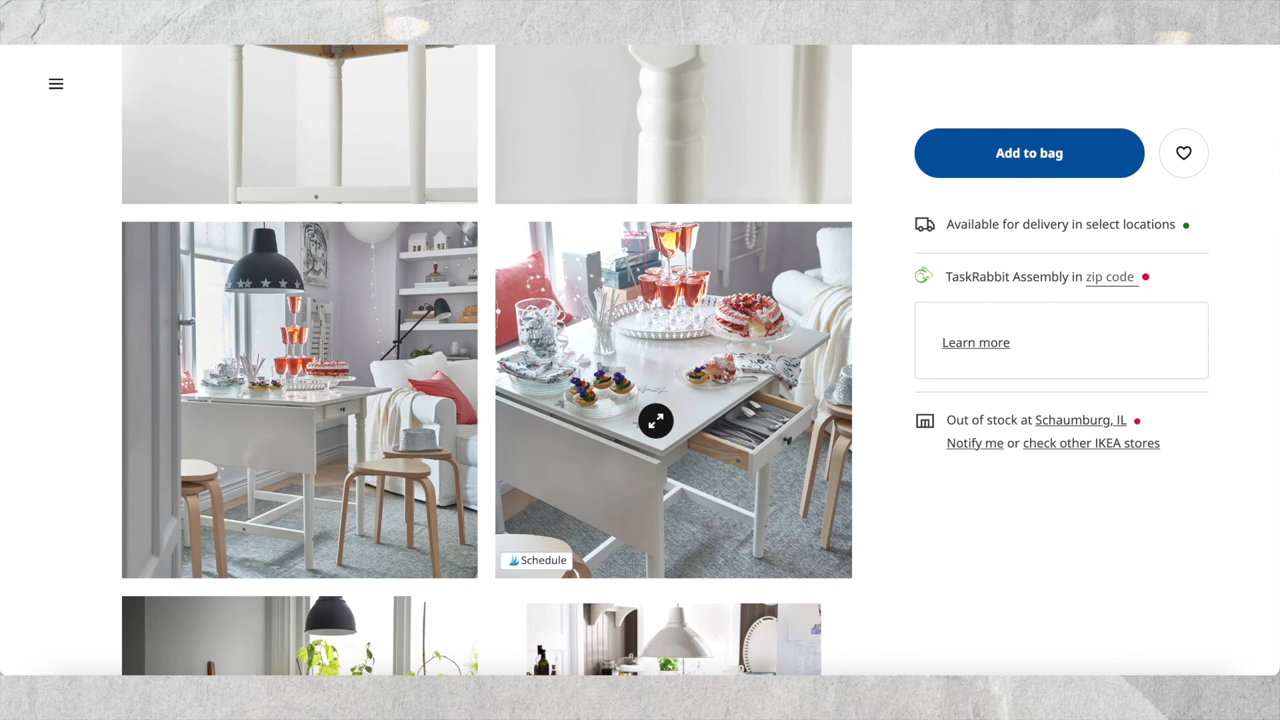 Add to bag
Available for delivery in select locations
TaskRabbit Assembly in zip code
Learn more
Out of stock at Schaumburg, IL
Notify me or check other IKEA stores
Schedule